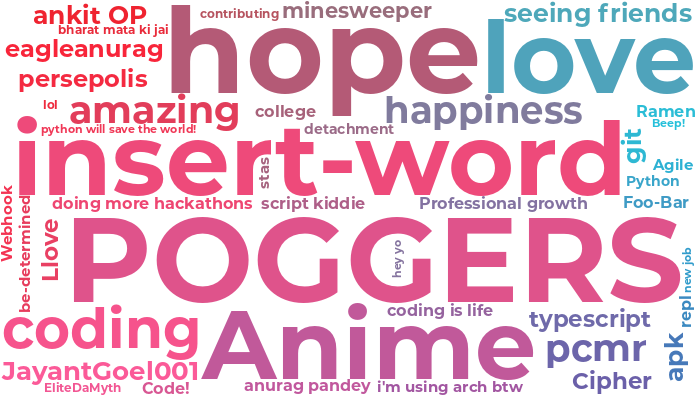 ankit OP
contributing
minesweeper
seeing friends
bharat mata ki jai
hope
love
eagleanurag
persepolis
lol
amazing
college
happiness
Ramen
Beep!
python will save the world!
detachment
insert-word
git
stas
Agile
Python
Webhook
doing more hackathons
script kiddie
Professional growth
Foo-Bar
be-determined
Llove
POGGERS
hey yo
new job
repl
coding
Anime
coding is life
typescript
pcmr
apk
JayantGoel001
EliteDaMyth
Code!
anurag pandey
i'm using arch btw
Cipher